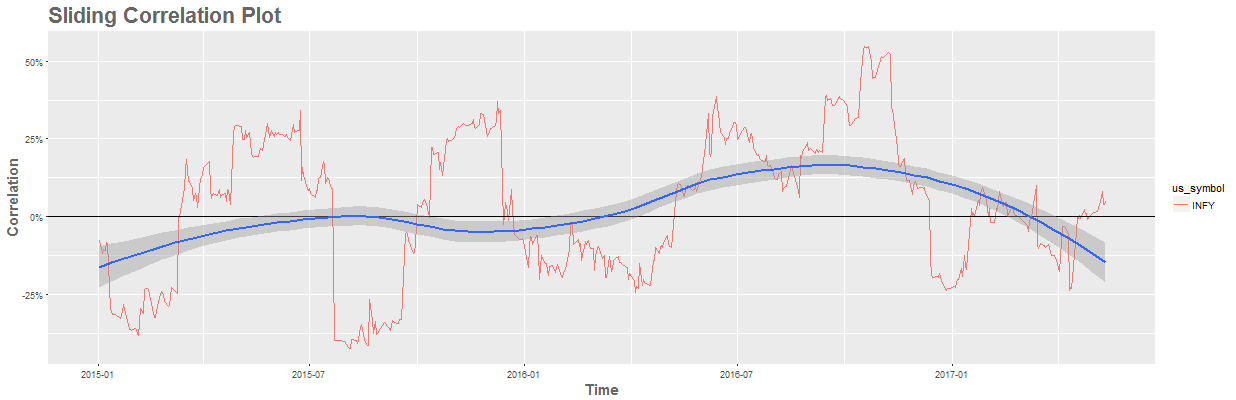 Sliding Correlation Plot
50%
25%
0%
-25%
Correlation
2015-01
2015-07
2016-01
2016-07
2017-01
Time
us_symbol
INFY